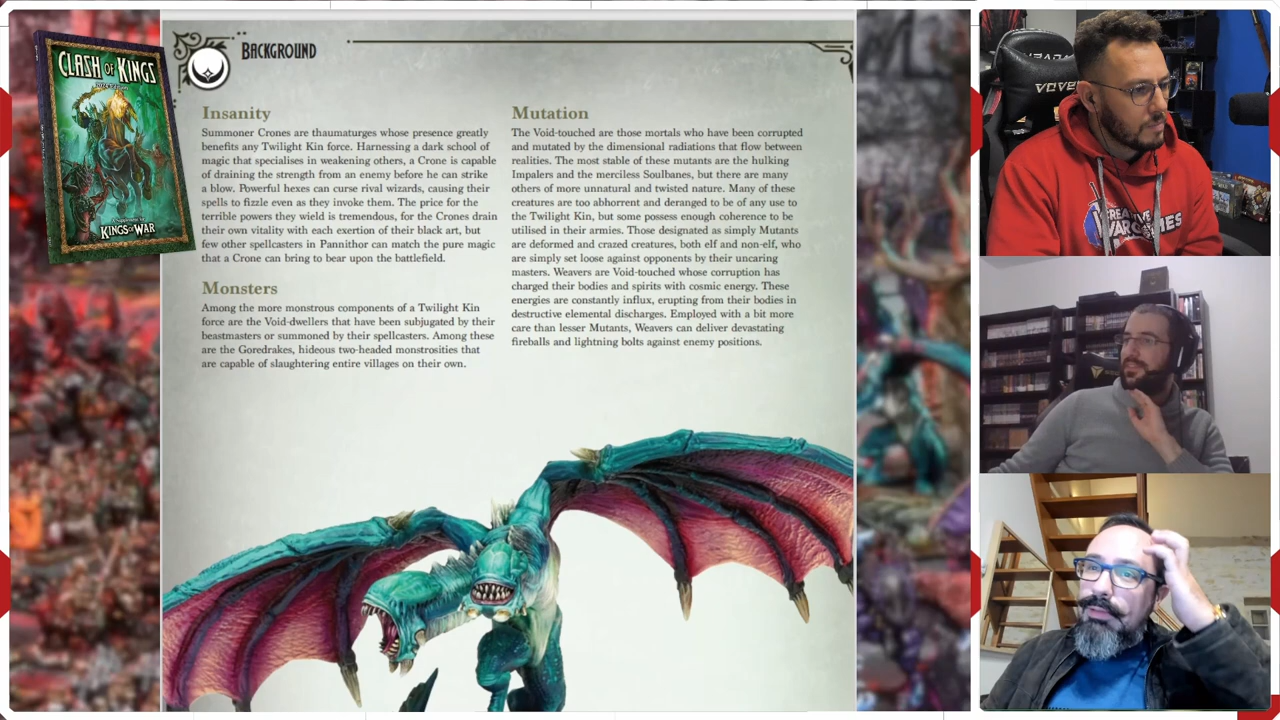 CLASH OF KINGS
2024 Edition
A Supplement for
KINGS OF WAR
BACKGROUND
Insanity
Summoner Crones are thaumaturges whose presence greatly
benefits any Twilight Kin force. Harnessing a dark school of
magic that specialises in weakening others, a Crone is capable
of draining the strength from an enemy before he can strike
a blow. Powerful hexes can curse rival wizards, causing their
spells to fizzle even as they invoke them. The price for the
terrible powers they wield is tremendous, for the Crones drain
their own vitality with each exertion of their black art, but
few other spellcasters in Pannithor can match the pure magic
that a Crone can bring to bear upon the battlefield.
Monsters
Among the more monstrous components of a Twilight Kin
force are the Void-dwellers that have been subjugated by their
beastmasters or summoned by their spellcasters. Among these
are the Goredrakes, hideous two-headed monstrosities that
are capable of slaughtering entire villages on their own.
Mutation
The Void-touched are those mortals who have been corrupted
and mutated by the dimensional radiations that flow between
realities. The most stable of these mutants are the hulking
Impalers and the merciless Soulbanes, but there are many
others of more unnatural and twisted nature. Many of these
creatures are too abhorrent and deranged to be of any use to
the Twilight Kin, but some possess enough coherence to be
utilised in their armies. Those designated as simply Mutants
are deformed and crazed creatures, both elf and non-elf, who
are simply set loose against opponents by their uncaring
masters. Weavers are Void-touched whose corruption has
charged their bodies and spirits with cosmic energy. These
energies are constantly influx, erupting from their bodies in
destructive elemental discharges. Employed with a bit more
care than lesser Mutants, Weavers can deliver devastating
fireballs and lightning bolts against enemy positions.
WAR GAMES